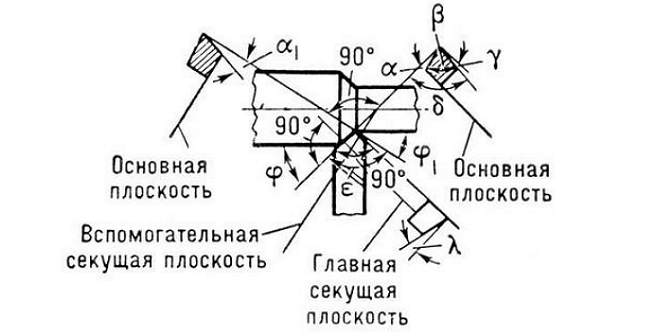 β
α₁
90°
α
γ
δ
90°
φ
ε
90°
φ₁
Основная
плоскость
Основная
плоскость
Вспомогательная
секущая плоскость
λ
Главная
секущая
плоскость